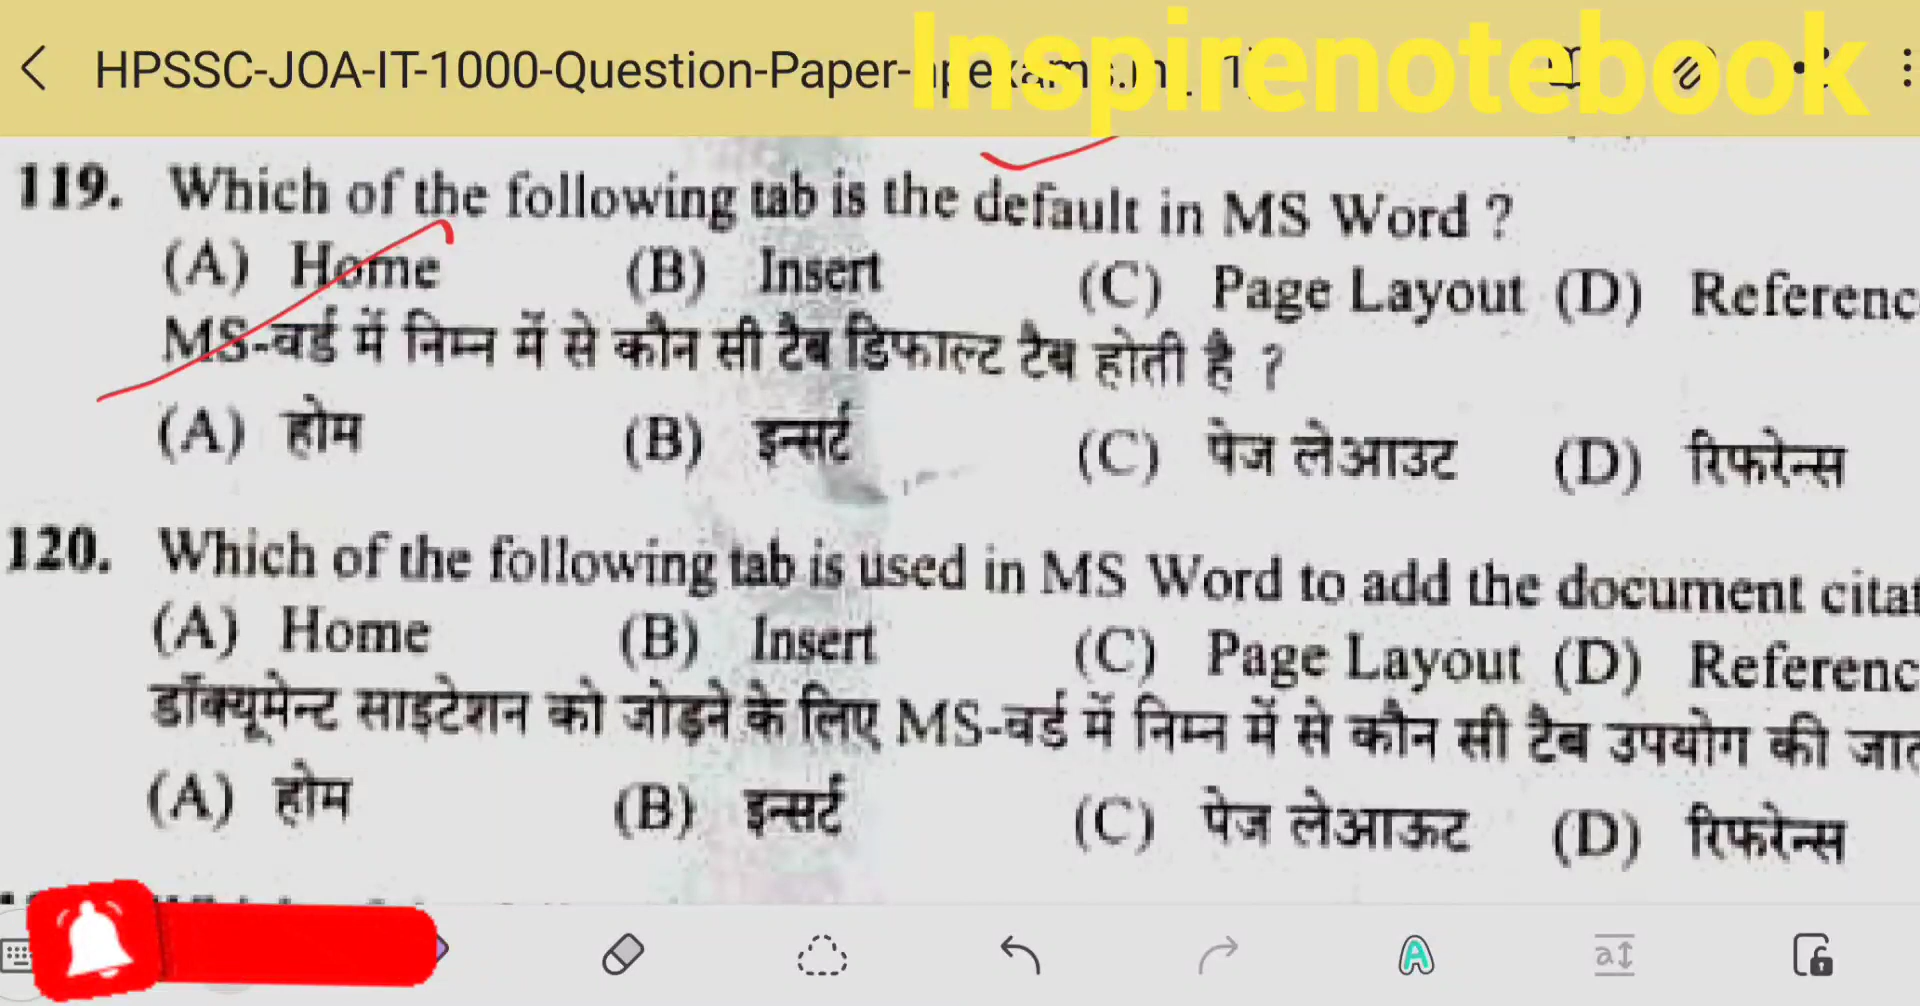 HPSSC-JOA-IT-1000-Question-Paper-
Inspirenotebook
119. Which of the following tab is the default in MS Word ?
(A) Home (B) Insert (C) Page Layout (D) Referenc
MS-वर्ड में निम्न में से कौन सी टैब डिफाल्ट टैब होती है ?
(A) होम (B) इन्सर्ट (C) पेज लेआउट (D) रिफरेन्स
120. Which of the following tab is used in MS Word to add the document citat
(A) Home (B) Insert (C) Page Layout (D) Referenc
डॉक्यूमेन्ट साइटेशन को जोड़ने के लिए MS-वर्ड में निम्न में से कौन सी टैब उपयोग की जात
(A) होम (B) इन्सर्ट (C) पेज लेआऊट (D) रिफरेन्स